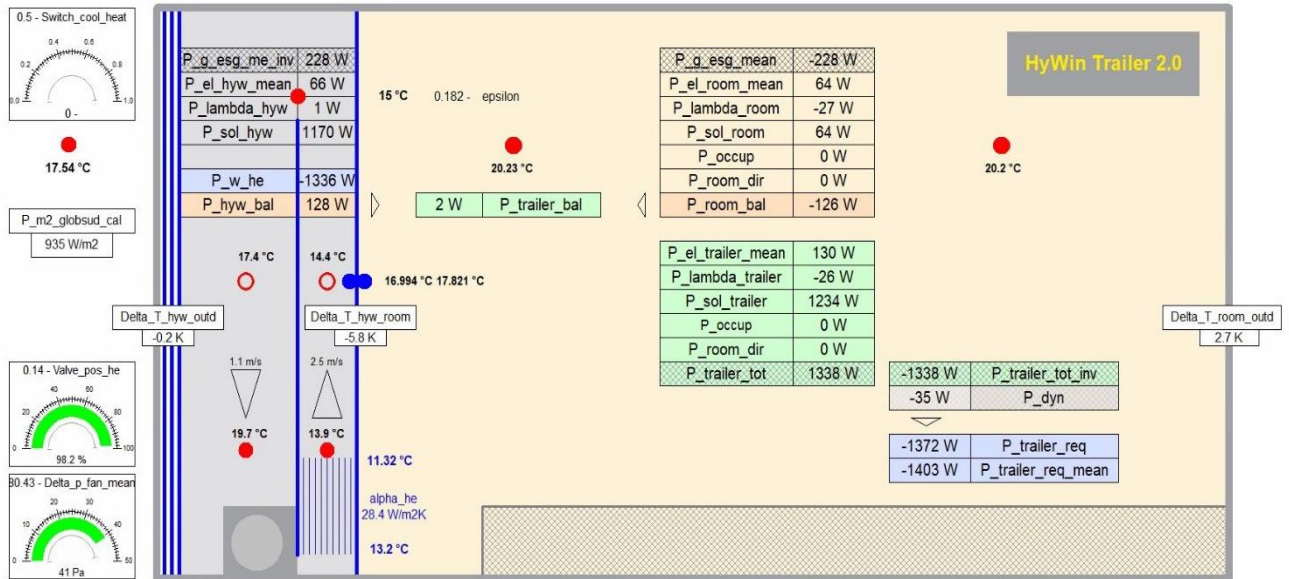 0.5 - Switch_cool_heat
0.0 0.2 0.4 0.6 0.8 1.0
0 -
17.54 °C
P_m2_globsud_cal
935 W/m2
Delta_T_hyw_outd
-0.2 K
0.14 - Valve_pos_he
0 20 40 60 80 100
98.2 %
30.43 - Delta_p_fan_mean
0 10 20 30 40 50
41 Pa
P_g_esg_me_inv 228 W
P_el_hyw_mean 66 W
P_lambda_hyw 1 W
P_sol_hyw 1170 W
P_w_he -1336 W
P_hyw_bal 128 W
17.4 °C 14.4 °C
16.994 °C 17.821 °C
Delta_T_hyw_room
-5.8 K
1.1 m/s 2.5 m/s
19.7 °C 13.9 °C
11.32 °C
alpha_he
28.4 W/m2K
13.2 °C
15 °C 0.182 - epsilon
20.23 °C
2 W P_trailer_bal
P_g_esg_mean -228 W
P_el_room_mean 64 W
P_lambda_room -27 W
P_sol_room 64 W
P_occup 0 W
P_room_dir 0 W
P_room_bal -126 W
P_el_trailer_mean 130 W
P_lambda_trailer -26 W
P_sol_trailer 1234 W
P_occup 0 W
P_room_dir 0 W
P_trailer_tot 1338 W
-1338 W P_trailer_tot_inv
-35 W P_dyn
-1372 W P_trailer_req
-1403 W P_trailer_req_mean
HyWin Trailer 2.0
20.2 °C
Delta_T_room_outd
2.7 K